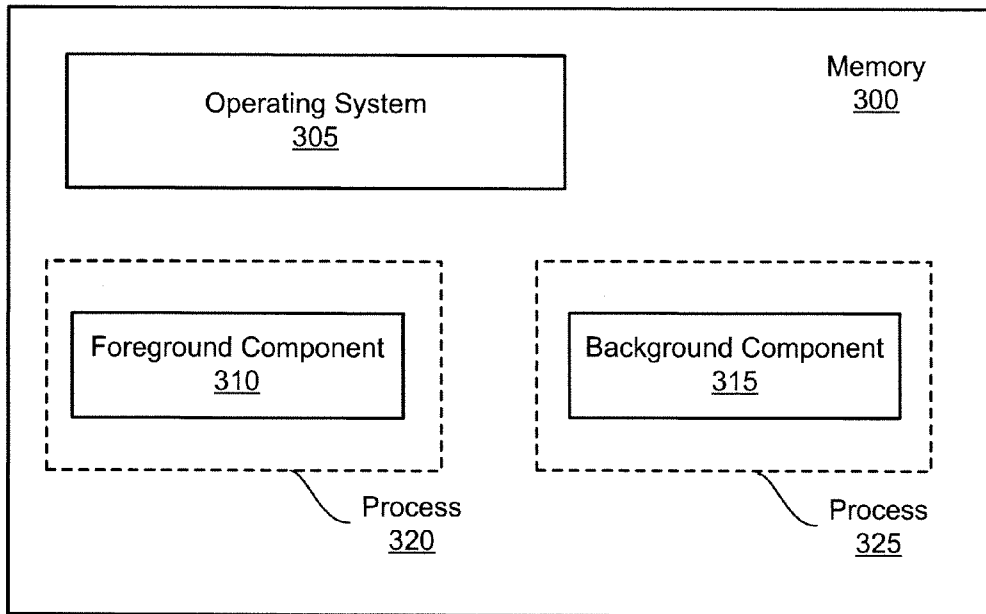 Operating System
305
Memory
300
Foreground Component
310
Background Component
315
Process
320
Process
325